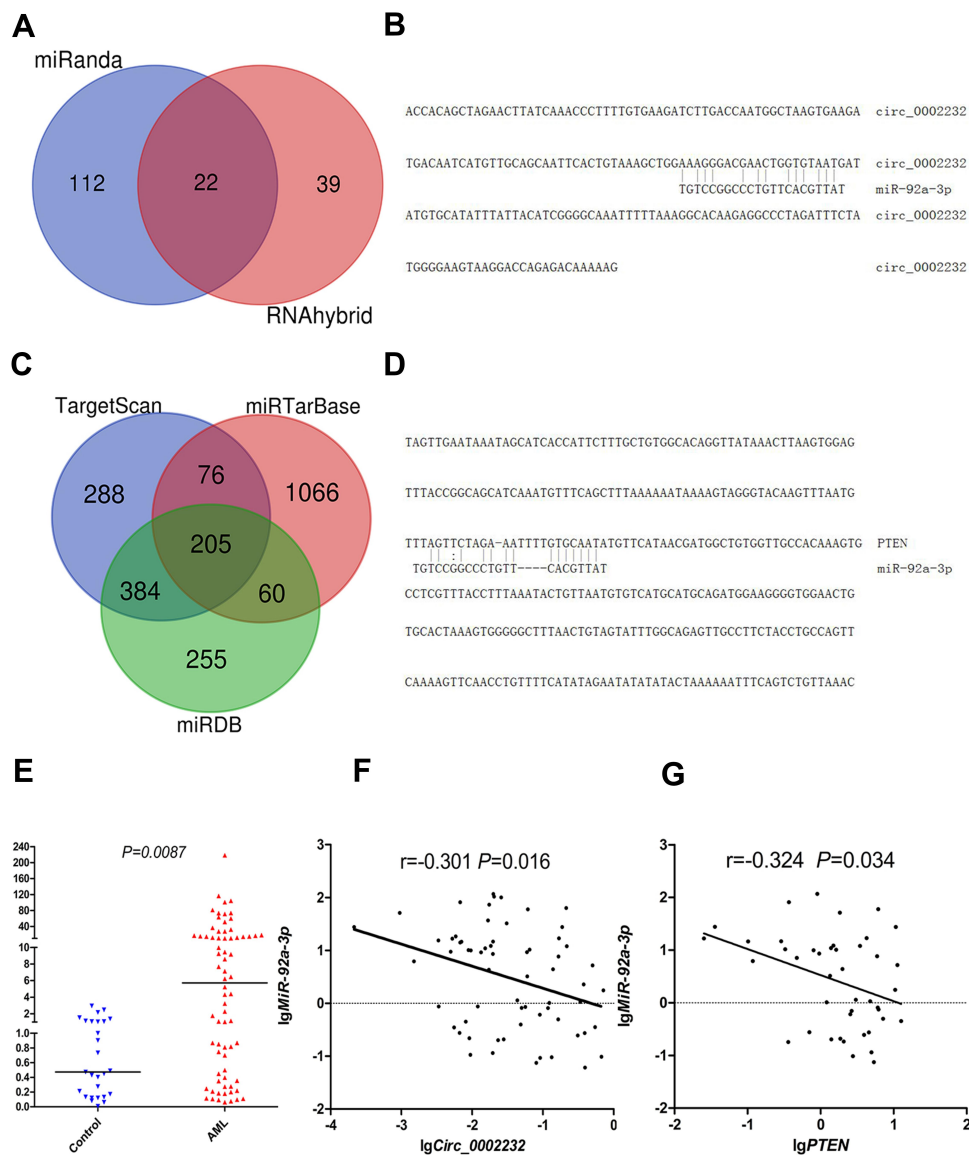 A
miRanda
112
22
39
RNAhybrid
B
ACCACAGCTAGAACTTATCAAACCCTTTTGTGAAGATCTTGACCAATGGCTAAGTGAAGA circ_0002232
TGACAATCATGTTGCAGCAATTCACTGTAAAGCTGGAAAGGGACGAACTGGTGTAATGAT circ_0002232
TGTCCGGCCCTGTTCACGTTAT miR-92a-3p
ATGTGCATATTTATTACATCGGGGCAAATTTTTAAAGGCACAAGAGGCCCTAGATTTCTA circ_0002232
TGGGGAAGTAAGGACCAGAGACAAAAAG circ_0002232
C
TargetScan
miRTarBase
288
76
1066
205
384
60
255
miRDB
D
TAGTTGAATAAATAGCATCACCATTCTTTGCTGTGGCACAGGTTATAAACTTAAGTGGAG
TTTACCGGCAGCATCAAATGTTTCAGCTTTAAAAAATAAAAGTAGGGTACAAGTTTAATG
TTTAGTTCTAGA-AATTTTGTGCAATATGTTCATAACGATGGCTGTGGTTGCCACAAAGTG PTEN
TGTCCGGCCCTGTT----CACGTTAT miR-92a-3p
CCTCGTTTACCTTTAAATACTGTTAATGTGTCATGCATGCAGATGGAAGGGGTGGAACTG
TGCACTAAAGTGGGGGCTTTAACTGTAGTATTTGGCAGAGTTGCCTTCTACCTGCCAGTT
CAAAAGTTCAACCTGTTTTCATATAGAATATATATACTAAAAAATTTCAGTCTGTTAAAC
E
P=0.0087
240
200
160
120
80
40
10
8
6
4
2
1.0
0.8
0.6
0.4
0.2
0.0
Control
AML
F
r=-0.301 P=0.016
lgMiR-92a-3p
3
2
1
0
-1
-2
-4
-3
-2
-1
0
lgCirc_0002232
G
r=-0.324 P=0.034
lgMiR-92a-3p
3
2
1
0
-1
-2
-2
-1
0
1
2
lgPTEN